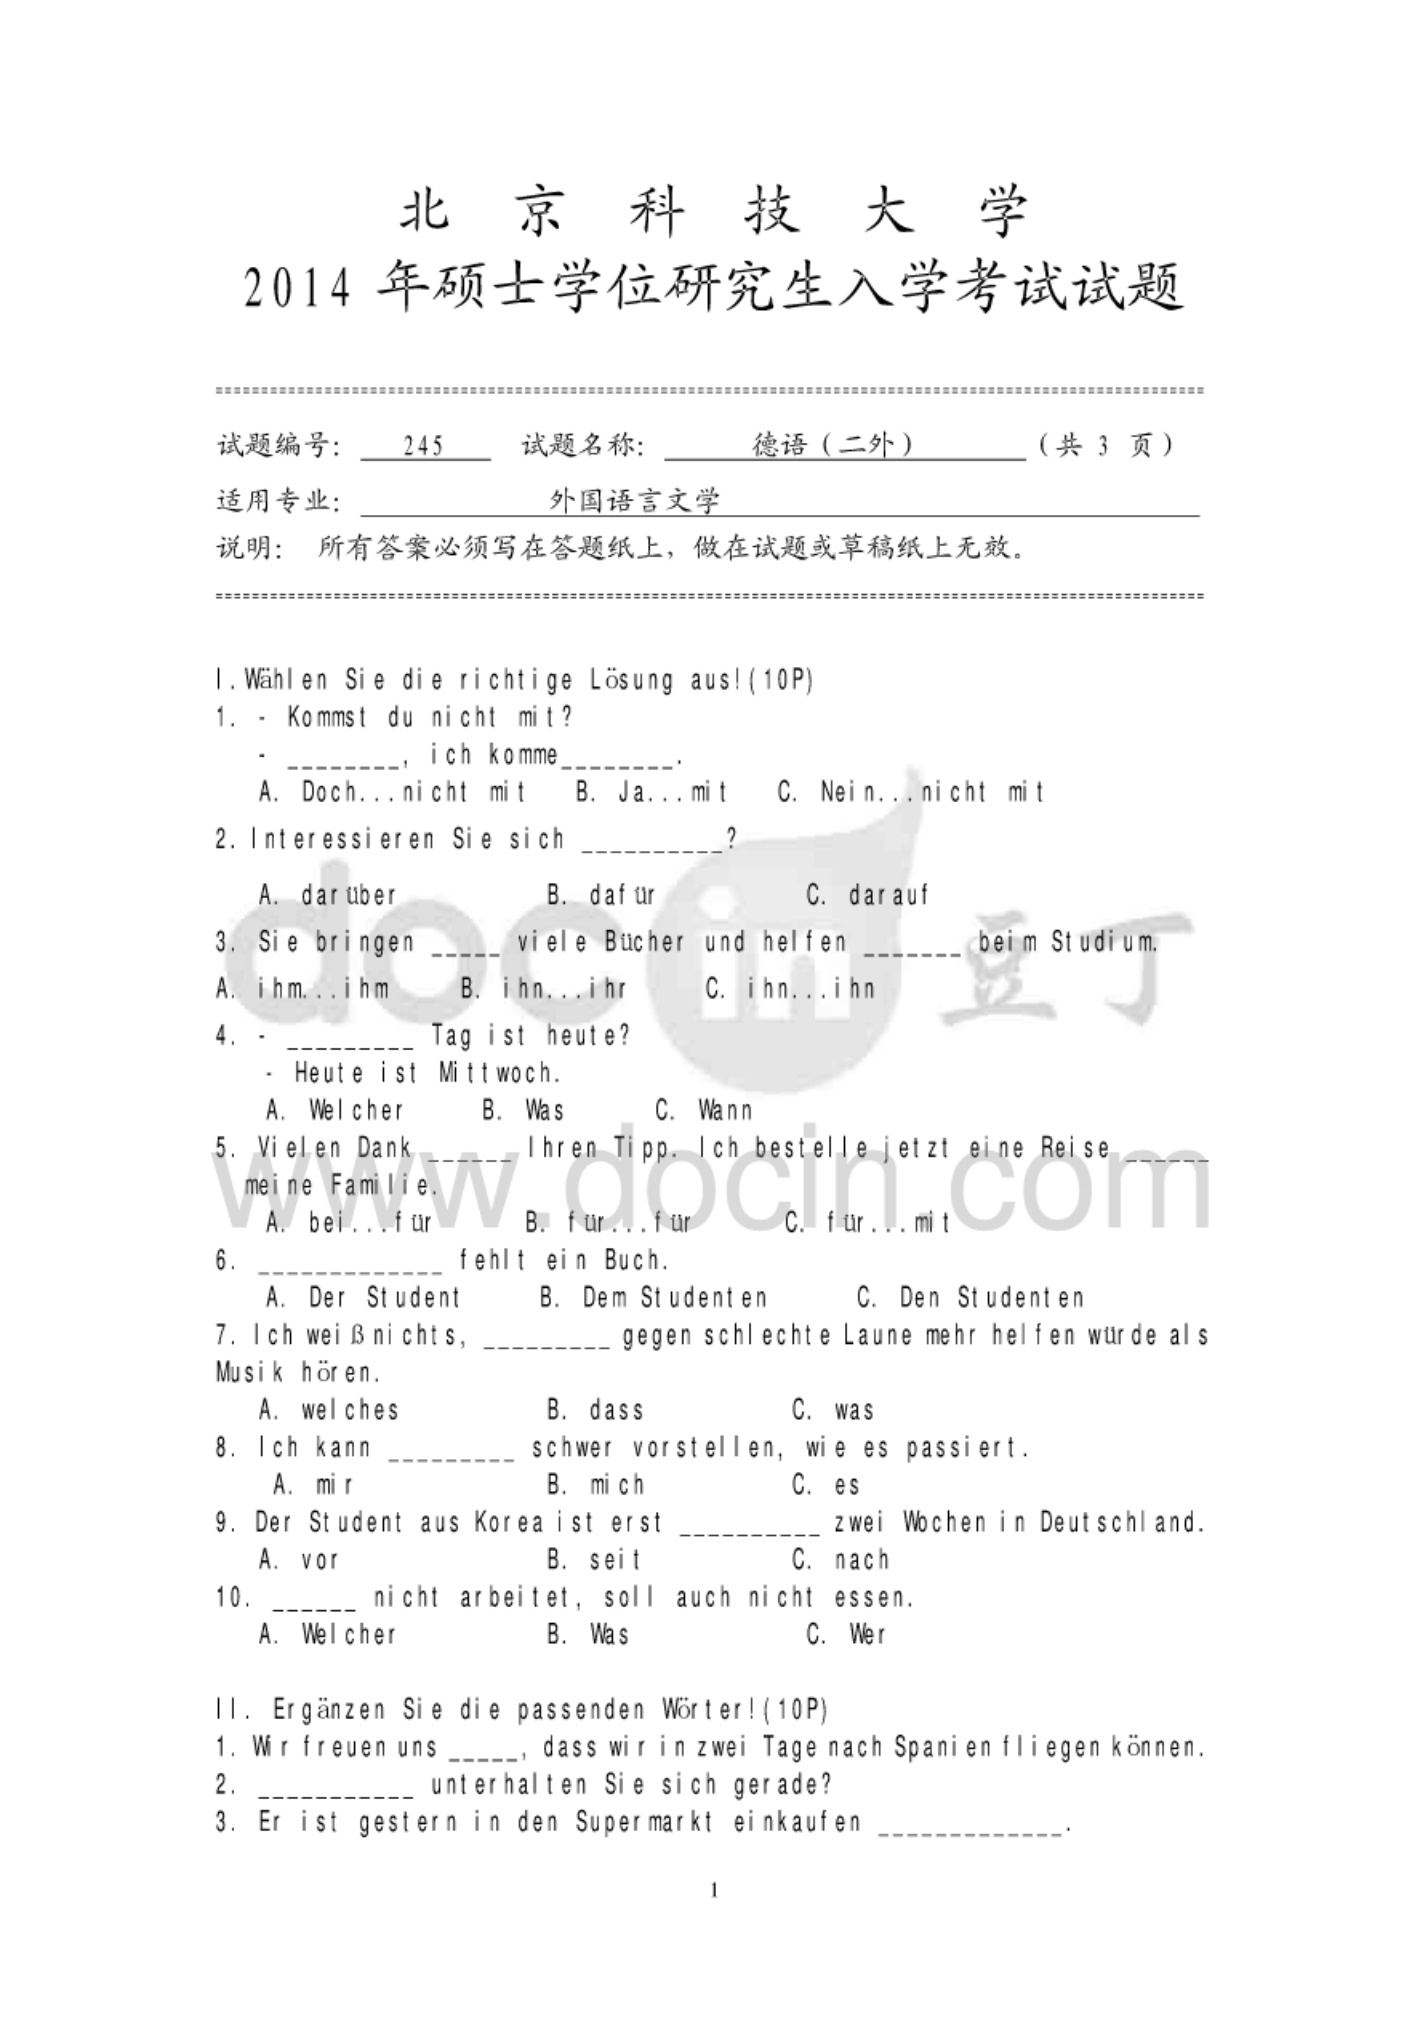 北 京 科 技 大 学
2014 年硕士学位研究生入学考试试题
试题编号： 245 试题名称： 德语（二外） （共 3 页）
适用专业： 外国语言文学
说明： 所有答案必须写在答题纸上，做在试题或草稿纸上无效。
I.Wählen Sie die richtige Lösung aus!(10P)
1. - Kommst du nicht mit?
- ________, ich komme________.
A. Doch...nicht mit B. Ja...mit C. Nein...nicht mit
2.Interessieren Sie sich __________?
A. darüber B. dafür C. darauf
3. Sie bringen _____ viele Bücher und helfen _______ beim Studium.
A. ihm...ihm B. ihn...ihr C. ihn...ihn
4. - _________ Tag ist heute?
- Heute ist Mittwoch.
A. Welcher B. Was C. Wann
5. Vielen Dank ______ Ihren Tipp. Ich bestelle jetzt eine Reise ______
meine Familie.
A. bei...für B. für...für C. für...mit
6. _____________ fehlt ein Buch.
A. Der Student B. Dem Studenten C. Den Studenten
7. Ich weiß nichts, _________ gegen schlechte Laune mehr helfen würde als
Musik hören.
A. welches B. dass C. was
8. Ich kann _________ schwer vorstellen, wie es passiert.
A. mir B. mich C. es
9. Der Student aus Korea ist erst __________ zwei Wochen in Deutschland.
A. vor B. seit C. nach
10. ______ nicht arbeitet, soll auch nicht essen.
A. Welcher B. Was C. Wer
II. Ergänzen Sie die passenden Wörter!(10P)
1. Wir freuen uns _____, dass wir in zwei Tage nach Spanien fliegen können.
2. ___________ unterhalten Sie sich gerade?
3. Er ist gestern in den Supermarkt einkaufen _____________.
1
docin 豆丁
www.docin.com